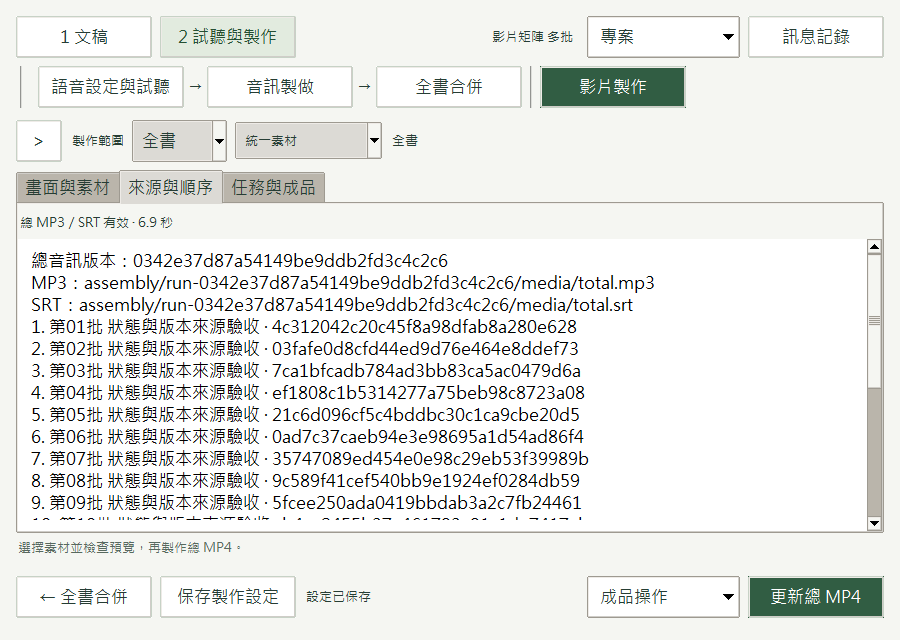 1 文稿
2 試聽與製作
影片矩陣 多批
專案
訊息記錄
語音設定與試聽
→
音訊製做
→
全書合併
影片製作
>
製作範圍
全書
統一素材
全書
畫面與素材
來源與順序
任務與成品
總 MP3 / SRT 有效 · 6.9 秒
總音訊版本：0342e37d87a54149be9ddb2fd3c4c2c6
MP3：assembly/run-0342e37d87a54149be9ddb2fd3c4c2c6/media/total.mp3
SRT：assembly/run-0342e37d87a54149be9ddb2fd3c4c2c6/media/total.srt
1. 第01批 狀態與版本來源驗收 · 4c312042c20c45f8a98dfab8a280e628
2. 第02批 狀態與版本來源驗收 · 03fafe0d8cfd44ed9d76e464e8ddef73
3. 第03批 狀態與版本來源驗收 · 7ca1bfcadb784ad3bb83ca5ac0479d6a
4. 第04批 狀態與版本來源驗收 · ef1808c1b5314277a75beb98c8723a08
5. 第05批 狀態與版本來源驗收 · 21c6d096cf5c4bddbc30c1ca9cbe20d5
6. 第06批 狀態與版本來源驗收 · 0ad7c37caeb94e3e98695a1d54ad86f4
7. 第07批 狀態與版本來源驗收 · 35747089ed454e0e98c29eb53f39989b
8. 第08批 狀態與版本來源驗收 · 9c589f41cef540bb9e1924ef0284db59
9. 第09批 狀態與版本來源驗收 · 5fcee250ada0419bbdab3a2c7fb24461
選擇素材並檢查預覽，再製作總 MP4。
← 全書合併
保存製作設定
設定已保存
成品操作
更新總 MP4